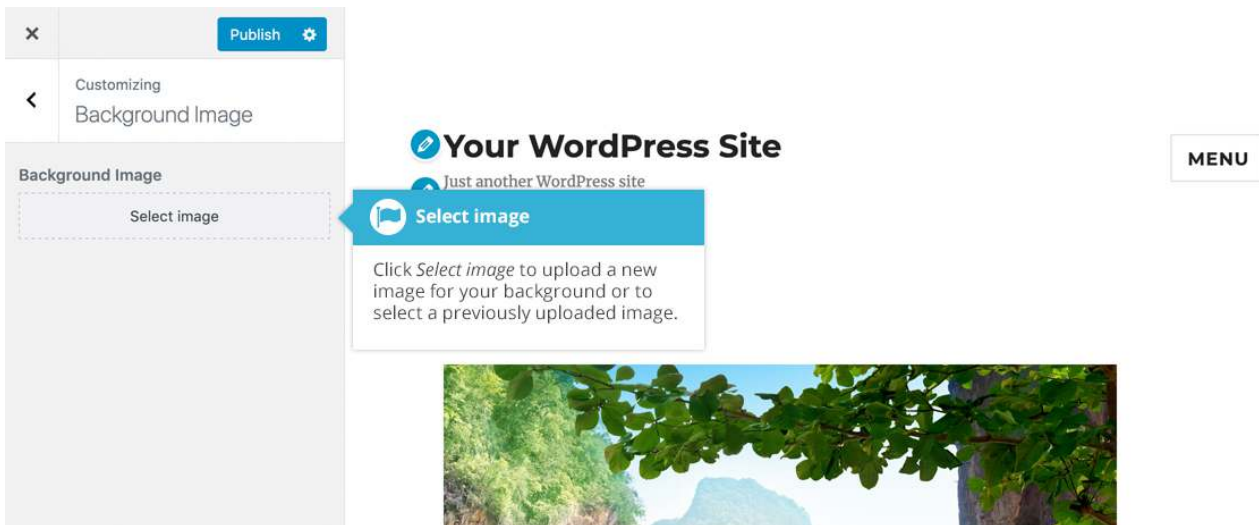 Publish
Customizing
Background Image
Background Image
Select image
Your WordPress Site
Just another WordPress site
MENU
Select image
Click Select image to upload a new
image for your background or to
select a previously uploaded image.